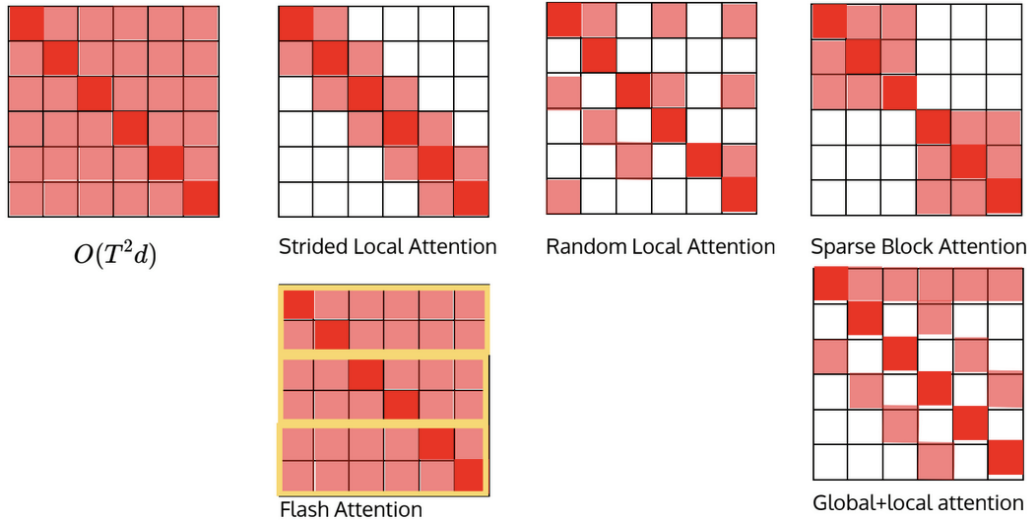 O(T²d)
Strided Local Attention
Random Local Attention
Sparse Block Attention
Flash Attention
Global+local attention